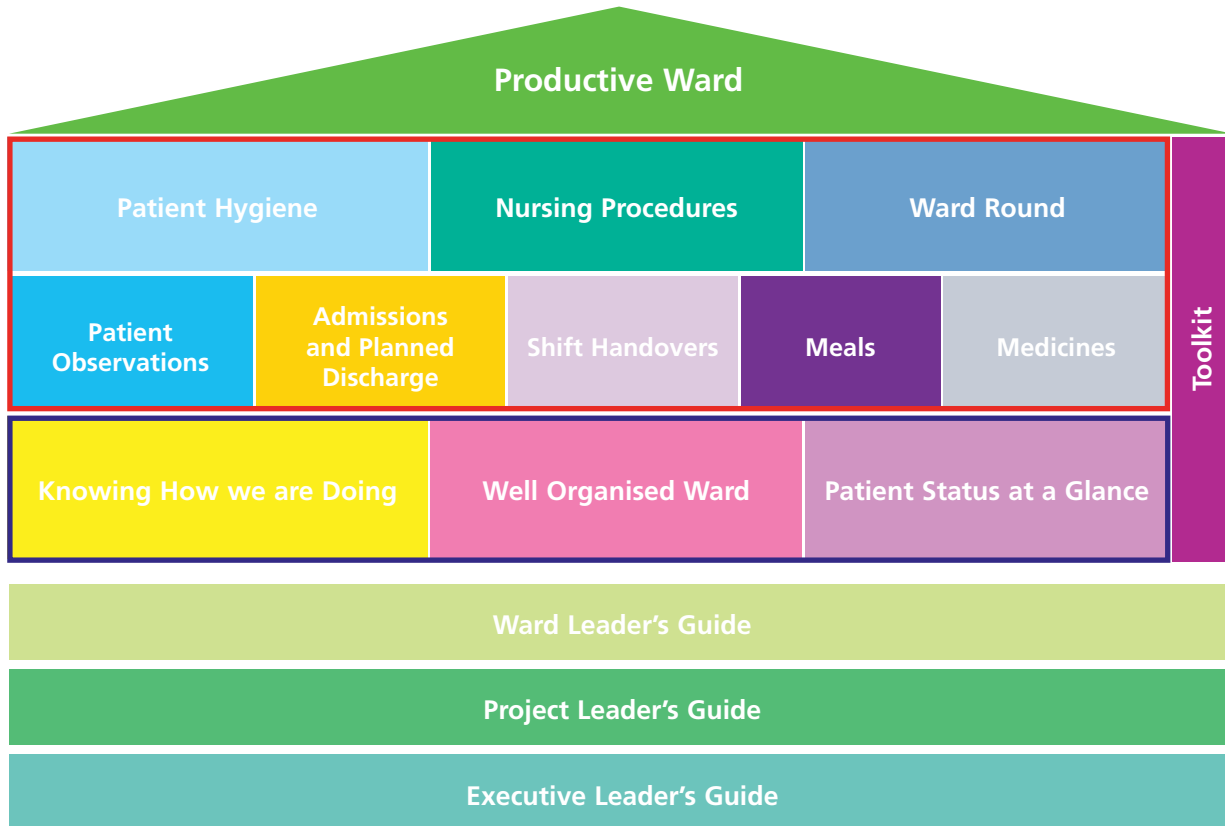 Productive Ward
Patient Hygiene
Nursing Procedures
Ward Round
Patient
Observations
Admissions
and Planned
Discharge
Shift Handovers
Meals
Medicines
Toolkit
Knowing How we are Doing
Well Organised Ward
Patient Status at a Glance
Ward Leader’s Guide
Project Leader’s Guide
Executive Leader’s Guide